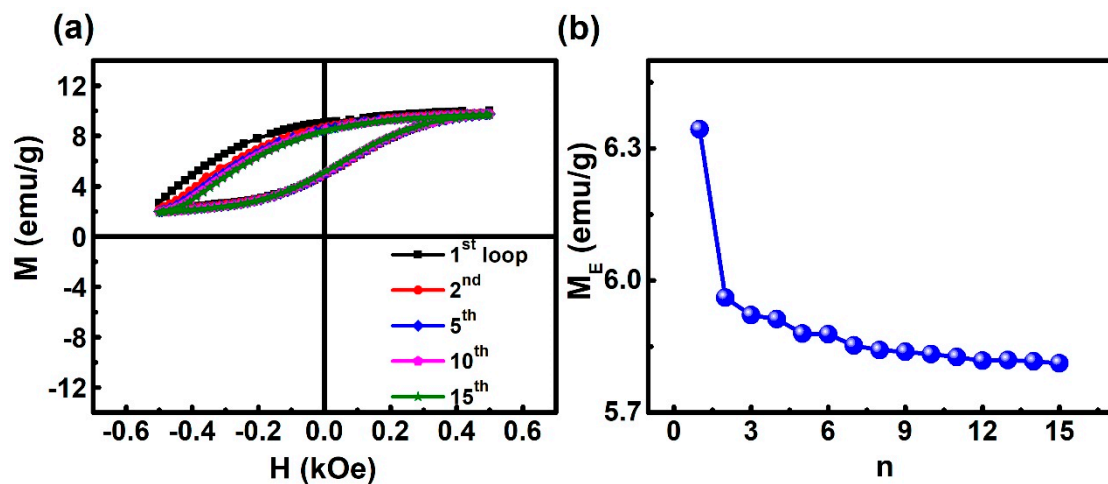 (a)
M (emu/g)
12
8
4
0
-4
-8
-12
1st loop
2nd
5th
10th
15th
-0.6 -0.4 -0.2 0.0 0.2 0.4 0.6
H (kOe)
(b)
ME (emu/g)
6.3
6.0
5.7
0 3 6 9 12 15
n